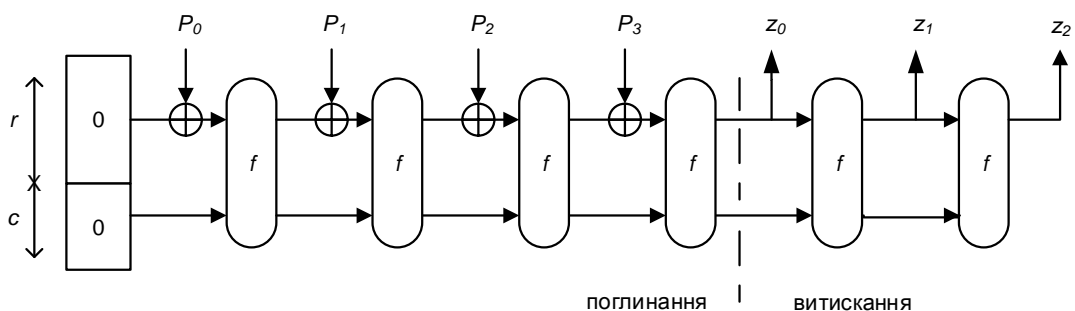 P0 P1 P2 P3 z0 z1 z2
r
0
f f f f f f
c
0
поглинання витискання